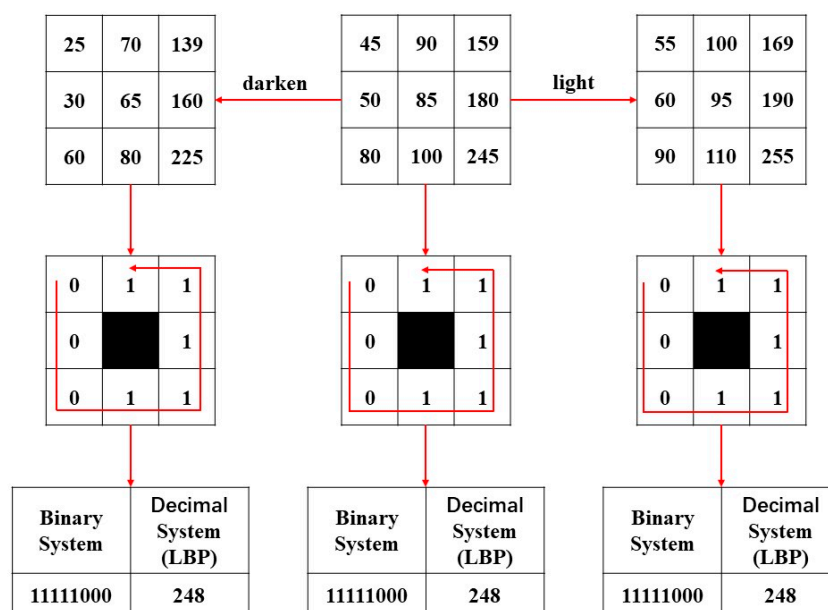 25 70 139 45 90 159 55 100 169
darken light
30 65 160 50 85 180 60 95 190
60 80 225 80 100 245 90 110 255
0 1 1 0 1 1 0 1 1
0 1 0 1 0 1
0 1 1 0 1 1 0 1 1
Binary System Decimal System (LBP) Binary System Decimal System (LBP) Binary System Decimal System (LBP)
11111000 248 11111000 248 11111000 248